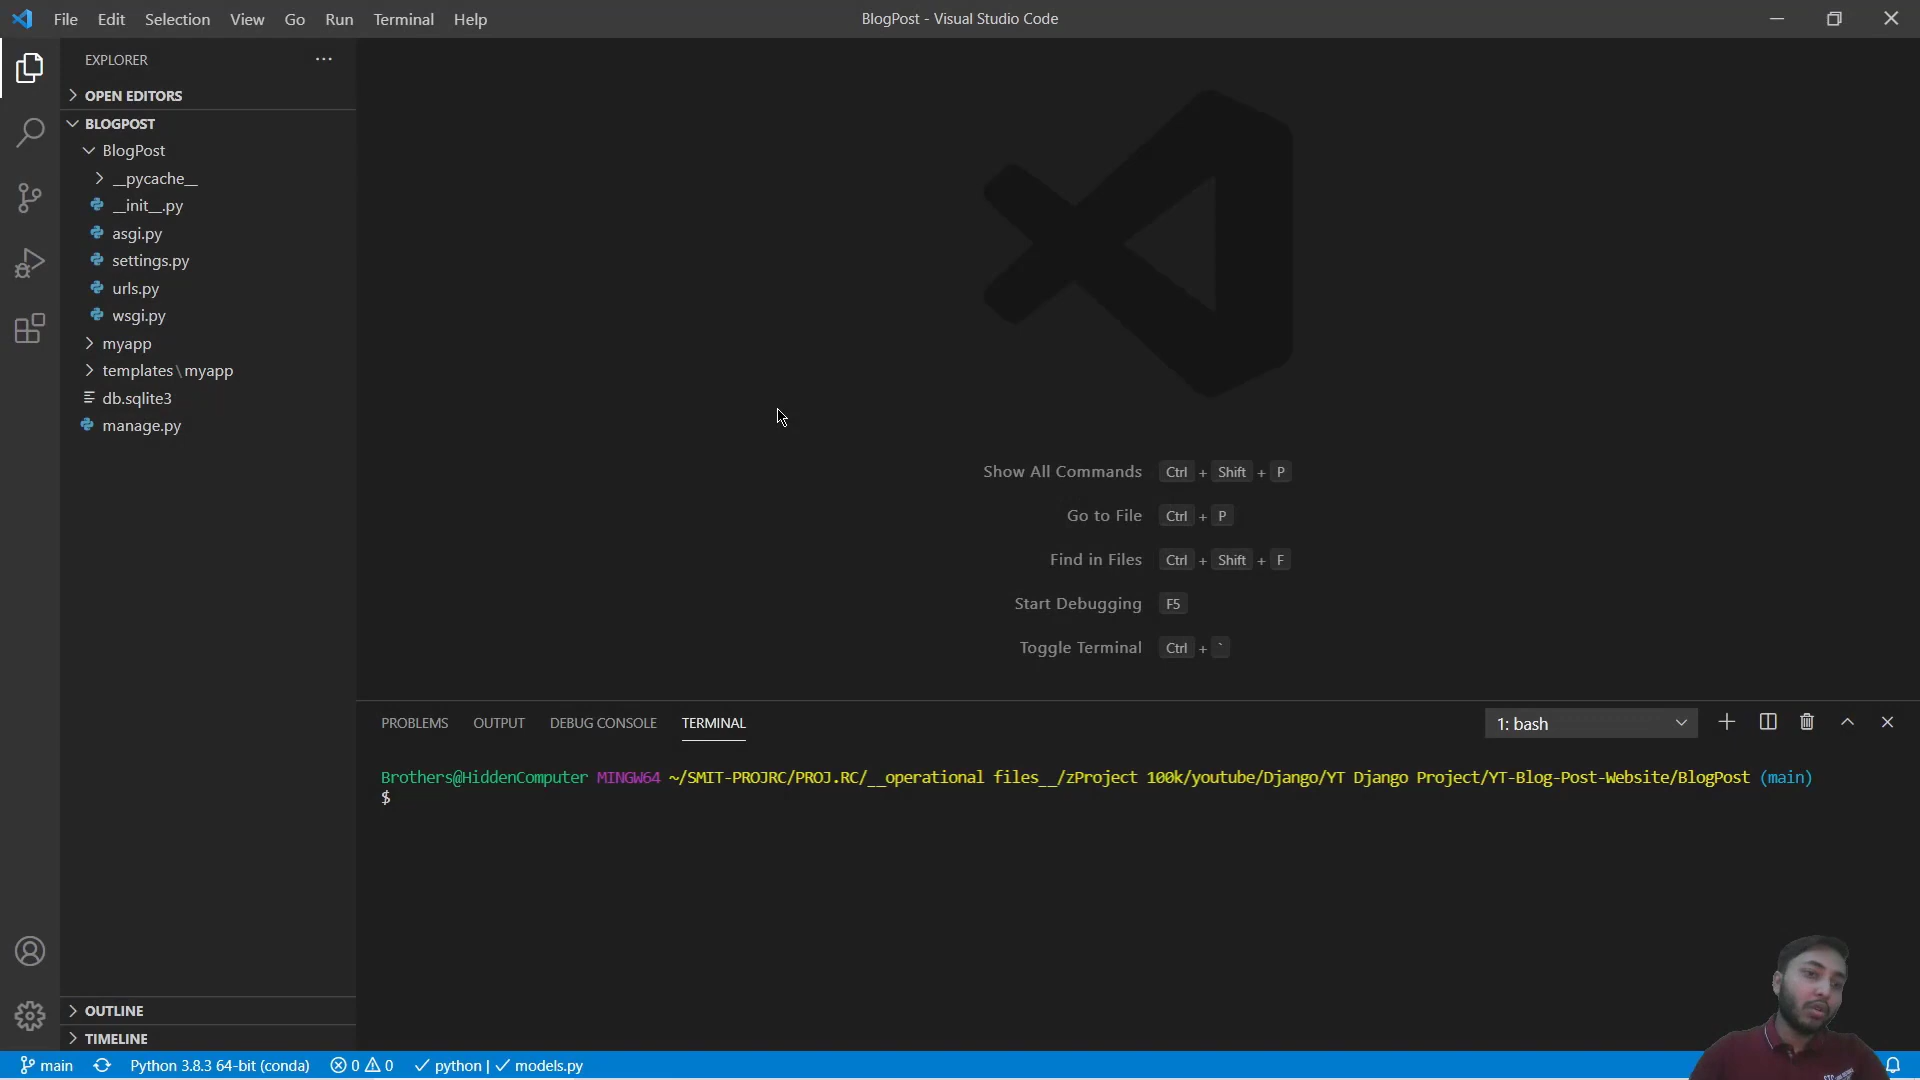 File Edit Selection View Go Run Terminal Help
BlogPost - Visual Studio Code
EXPLORER
OPEN EDITORS
BLOGPOST
BlogPost
__pycache__
__init__.py
asgi.py
settings.py
urls.py
wsgi.py
myapp
templates\myapp
db.sqlite3
manage.py
OUTLINE
TIMELINE
Show All Commands Ctrl + Shift + P
Go to File Ctrl + P
Find in Files Ctrl + Shift + F
Start Debugging F5
Toggle Terminal Ctrl + `
PROBLEMS OUTPUT DEBUG CONSOLE TERMINAL
1: bash
Brothers@HiddenComputer MINGW64 ~/SMIT-PROJRC/PROJ.RC/__operational files__/zProject 100k/youtube/Django/YT Django Project/YT-Blog-Post-Website/BlogPost (main)
$
main Python 3.8.3 64-bit (conda) 0 0 python | models.py